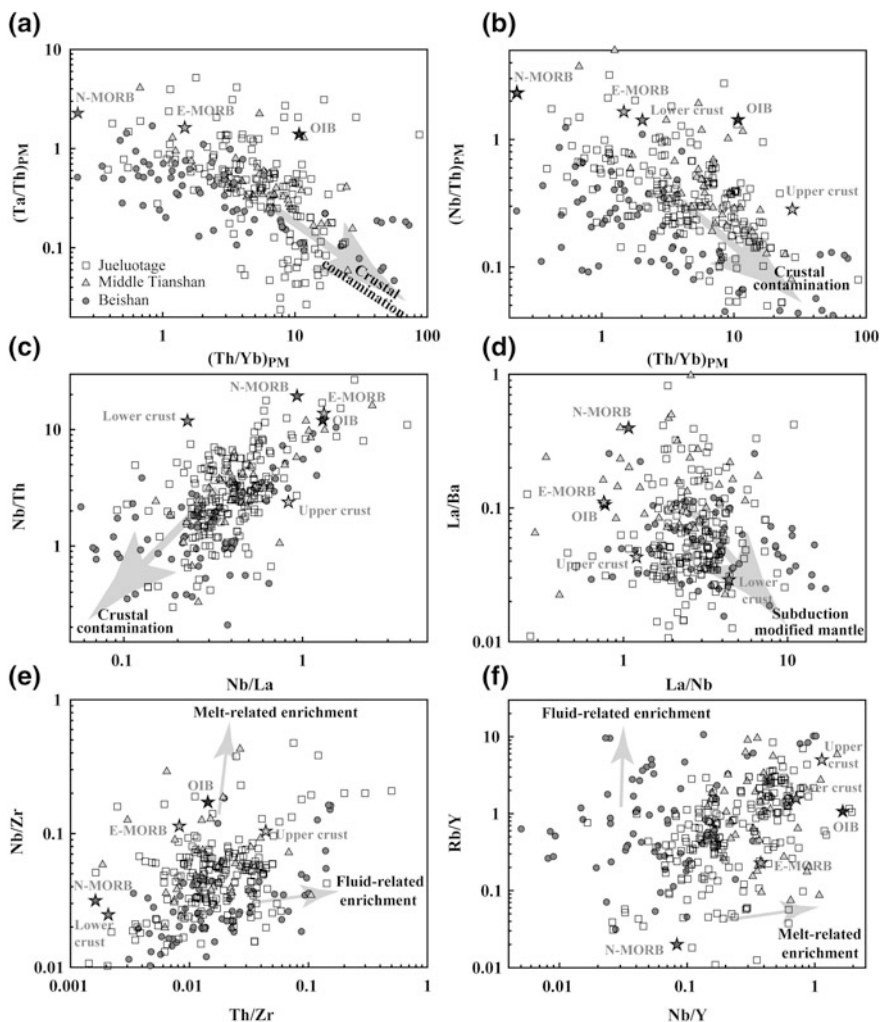 (a)
10
1
0.1
(Ta/Th)PM
N-MORB
E-MORB
OIB
Jueluotage
Middle Tianshan
Beishan
Crustal
contamination
1
10
100
(Th/Yb)PM
(b)
1
0.1
(Nb/Th)PM
N-MORB
E-MORB
Lower crust
OIB
Upper crust
Crustal
contamination
1
10
100
(Th/Yb)PM
(c)
10
1
Nb/Th
N-MORB
E-MORB
Lower crust
OIB
Upper crust
Crustal
contamination
0.1
1
Nb/La
(d)
1
0.1
0.01
La/Ba
N-MORB
E-MORB
OIB
Upper crust
Lower
crust
Subduction
modified mantle
1
10
La/Nb
(e)
1
0.1
0.01
Nb/Zr
Melt-related enrichment
OIB
E-MORB
Upper crust
N-MORB
Lower
crust
Fluid-related
enrichment
0.001
0.01
0.1
1
Th/Zr
(f)
100
10
1
0.1
0.01
Rb/Y
Fluid-related enrichment
Upper
crust
ower crust
OIB
E-MORB
N-MORB
Melt-related
enrichment
0.01
0.1
1
Nb/Y